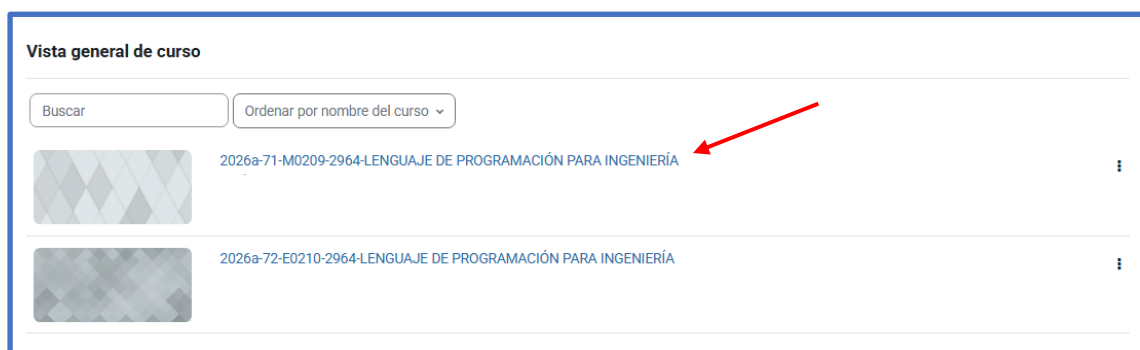 Vista general de curso
Buscar
Ordenar por nombre del curso
2026a-71-M0209-2964-LENGUAJE DE PROGRAMACIÓN PARA INGENIERÍA
2026a-72-E0210-2964-LENGUAJE DE PROGRAMACIÓN PARA INGENIERÍA